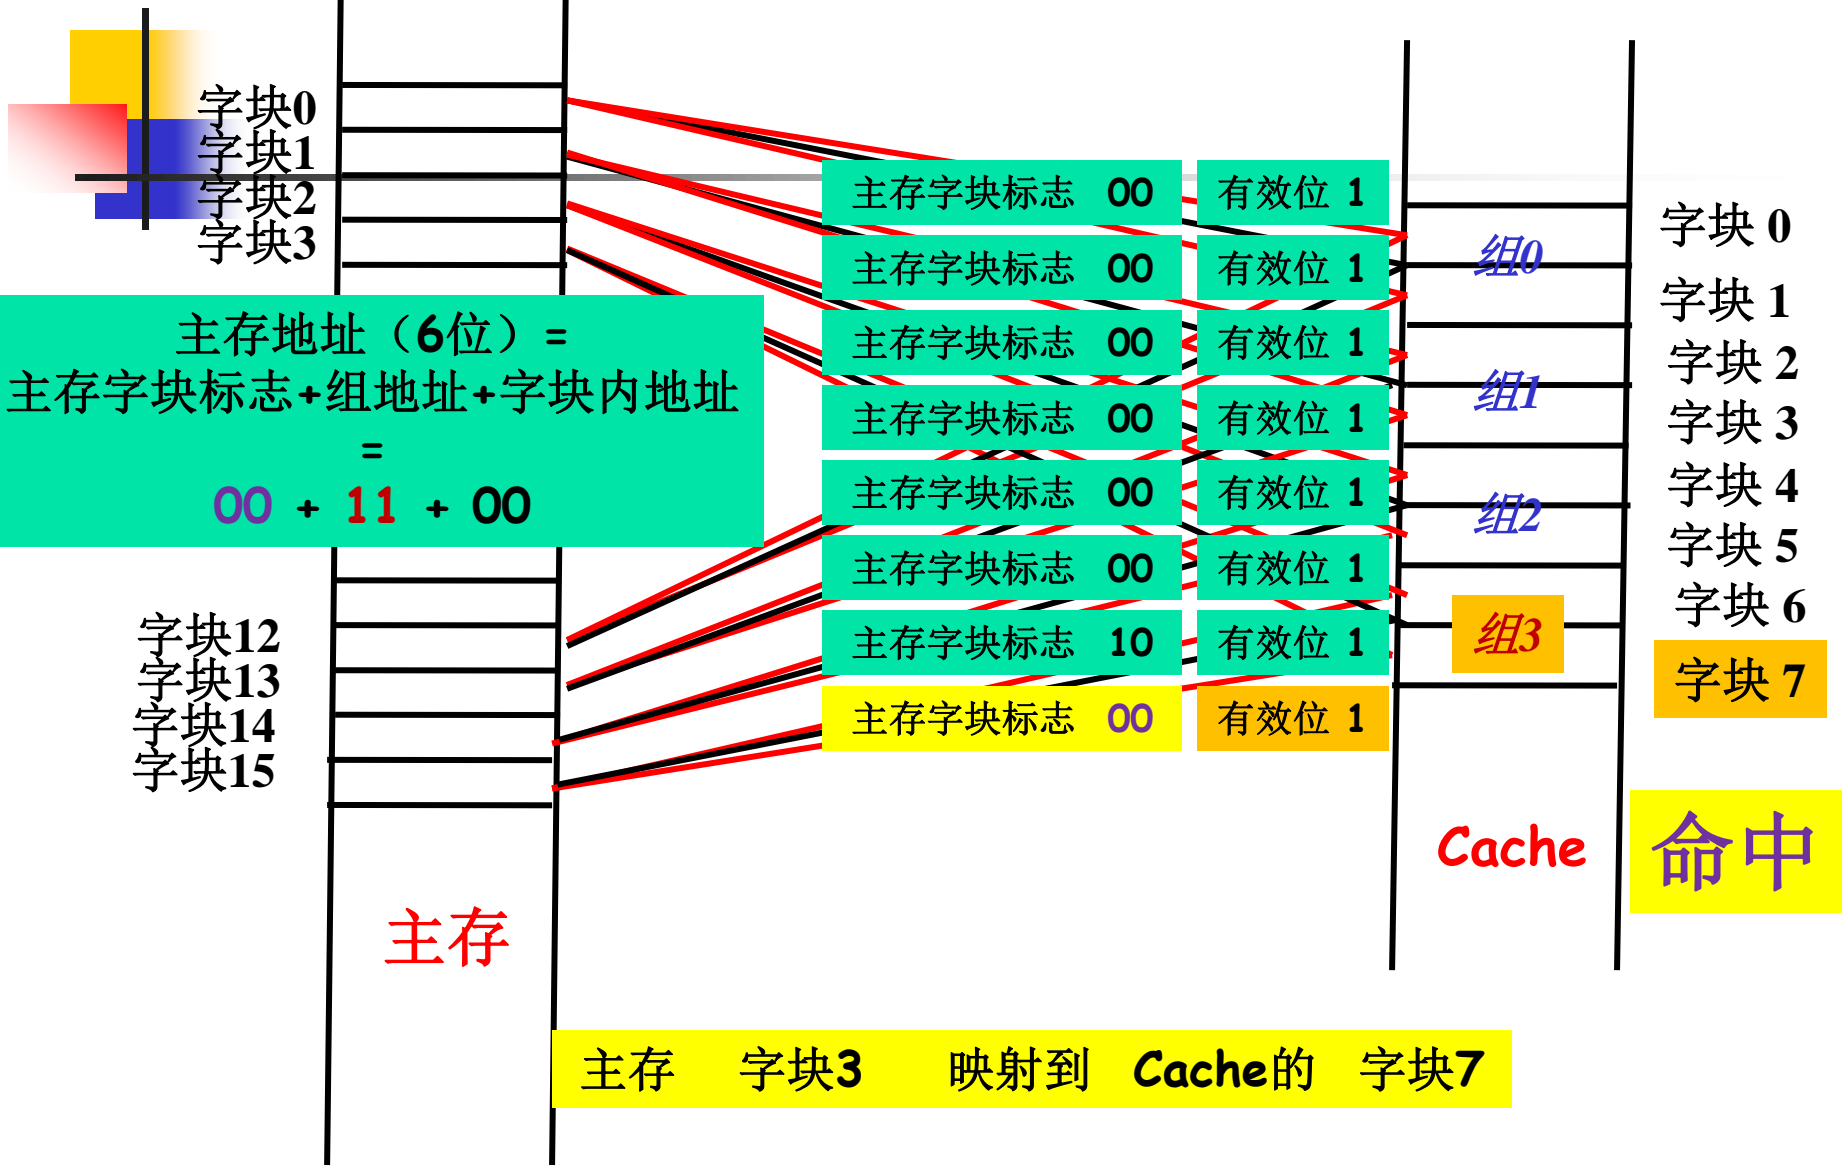 字块0
字块1
字块2
字块3
主存地址（6位）=
主存字块标志+组地址+字块内地址
=
00 + 11 + 00
字块12
字块13
字块14
字块15
主存
主存字块标志 00 有效位 1
主存字块标志 00 有效位 1
主存字块标志 00 有效位 1
主存字块标志 00 有效位 1
主存字块标志 00 有效位 1
主存字块标志 00 有效位 1
主存字块标志 10 有效位 1
主存字块标志 00 有效位 1
组0
组1
组2
组3
Cache
字块 0
字块 1
字块 2
字块 3
字块 4
字块 5
字块 6
字块 7
命中
主存 字块3 映射到 Cache的 字块7